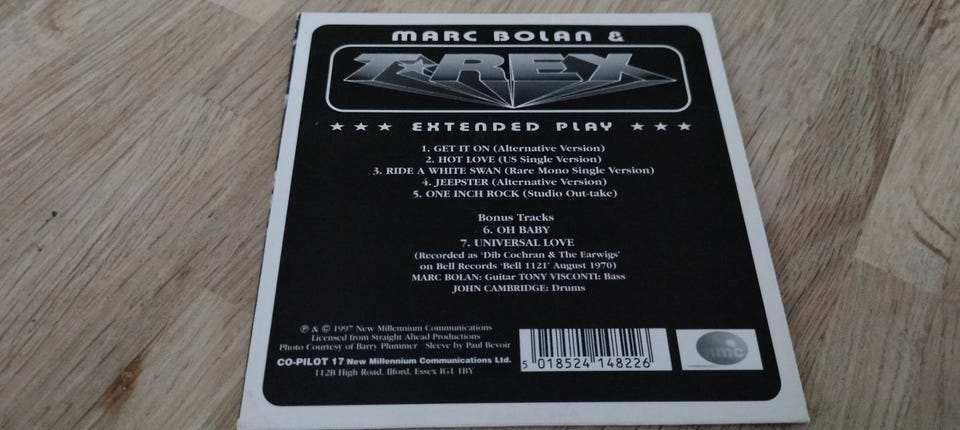 MARC BOLAN &
T★REX
★ ★ ★ EXTENDED PLAY ★ ★ ★
1. GET IT ON (Alternative Version)
2. HOT LOVE (US Single Version)
3. RIDE A WHITE SWAN (Rare Mono Single Version)
4. JEEPSTER (Alternative Version)
5. ONE INCH ROCK (Studio Out-take)
Bonus Tracks
6. OH BABY
7. UNIVERSAL LOVE
(Recorded as 'Dib Cochran & The Earwigs'
on Bell Records 'Bell 1121' August 1970)
MARC BOLAN: Guitar TONY VISCONTI: Bass
JOHN CAMBRIDGE: Drums
℗ & © 1997 New Millennium Communications
Licensed from Straight Ahead Productions
Photo Courtesy of Barry Plummer Sleeve by Paul Bevoir
CO-PILOT 17 New Millennium Communications Ltd.
112B High Road, Ilford, Essex IG1 1BY
5 018524 148226
nmc